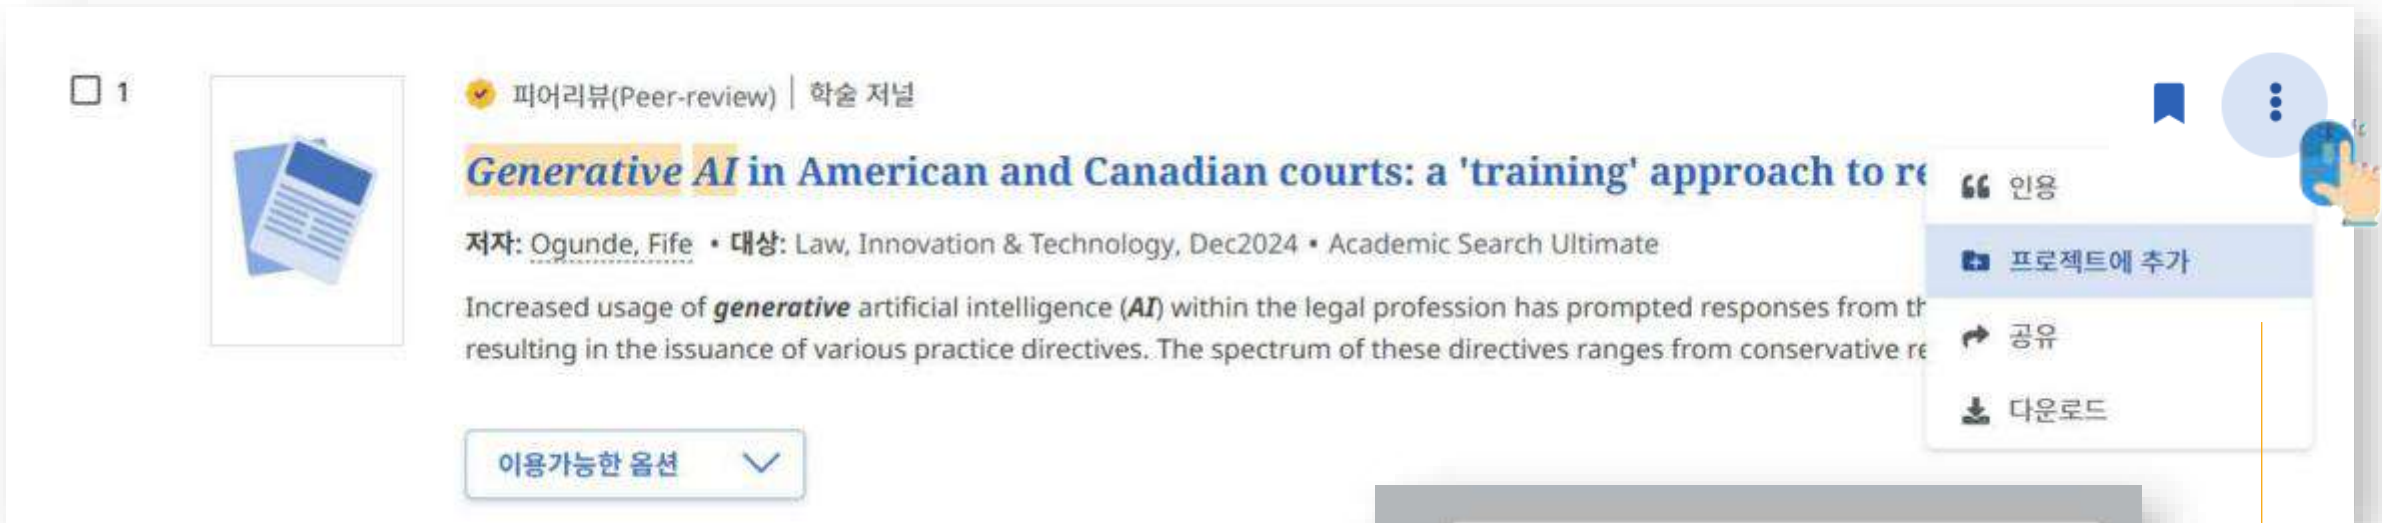 1
피어리뷰(Peer-review) | 학술 저널
Generative AI in American and Canadian courts: a 'training' approach to
저자: Ogunde, Fife • 대상: Law, Innovation & Technology, Dec2024 • Academic Search Ultimate
Increased usage of generative artificial intelligence (AI) within the legal profession has prompted responses from
resulting in the issuance of various practice directives. The spectrum of these directives ranges from conservative
이용가능한 옵션
인용
프로젝트에 추가
공유
다운로드